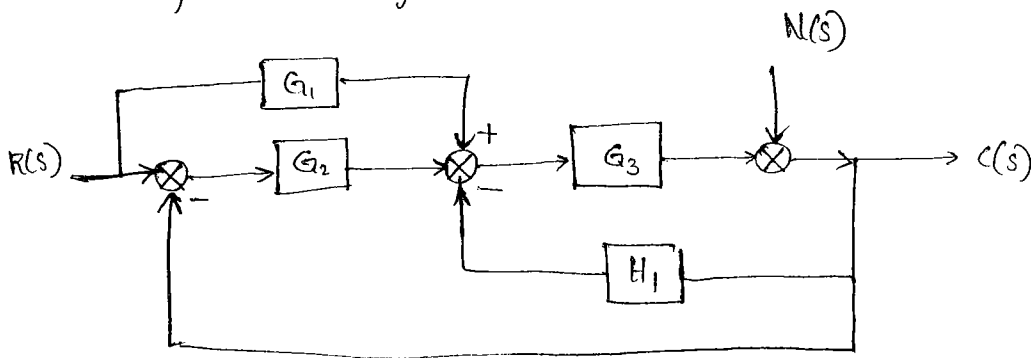 N(S)
G₁
+
R(S)
G₂
G₃
C(S)
-
-
H₁